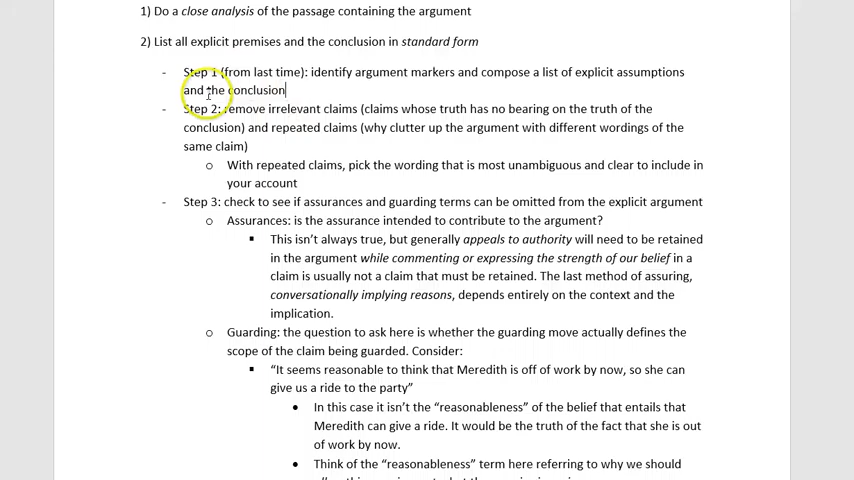 1) Do a close analysis of the passage containing the argument
2) List all explicit premises and the conclusion in standard form
- Step 1 (from last time): identify argument markers and compose a list of explicit assumptions
and the conclusion
- Step 2: remove irrelevant claims (claims whose truth has no bearing on the truth of the
conclusion) and repeated claims (why clutter up the argument with different wordings of the
same claim)
o With repeated claims, pick the wording that is most unambiguous and clear to include in
your account
- Step 3: check to see if assurances and guarding terms can be omitted from the explicit argument
o Assurances: is the assurance intended to contribute to the argument?
▪ This isn't always true, but generally appeals to authority will need to be retained
in the argument while commenting or expressing the strength of our belief in a
claim is usually not a claim that must be retained. The last method of assuring,
conversationally implying reasons, depends entirely on the context and the
implication.
o Guarding: the question to ask here is whether the guarding move actually defines the
scope of the claim being guarded. Consider:
▪ “It seems reasonable to think that Meredith is off of work by now, so she can
give us a ride to the party”
• In this case it isn't the “reasonableness” of the belief that entails that
Meredith can give a ride. It would be the truth of the fact that she is out
of work by now.
• Think of the “reasonableness” term here referring to why we should